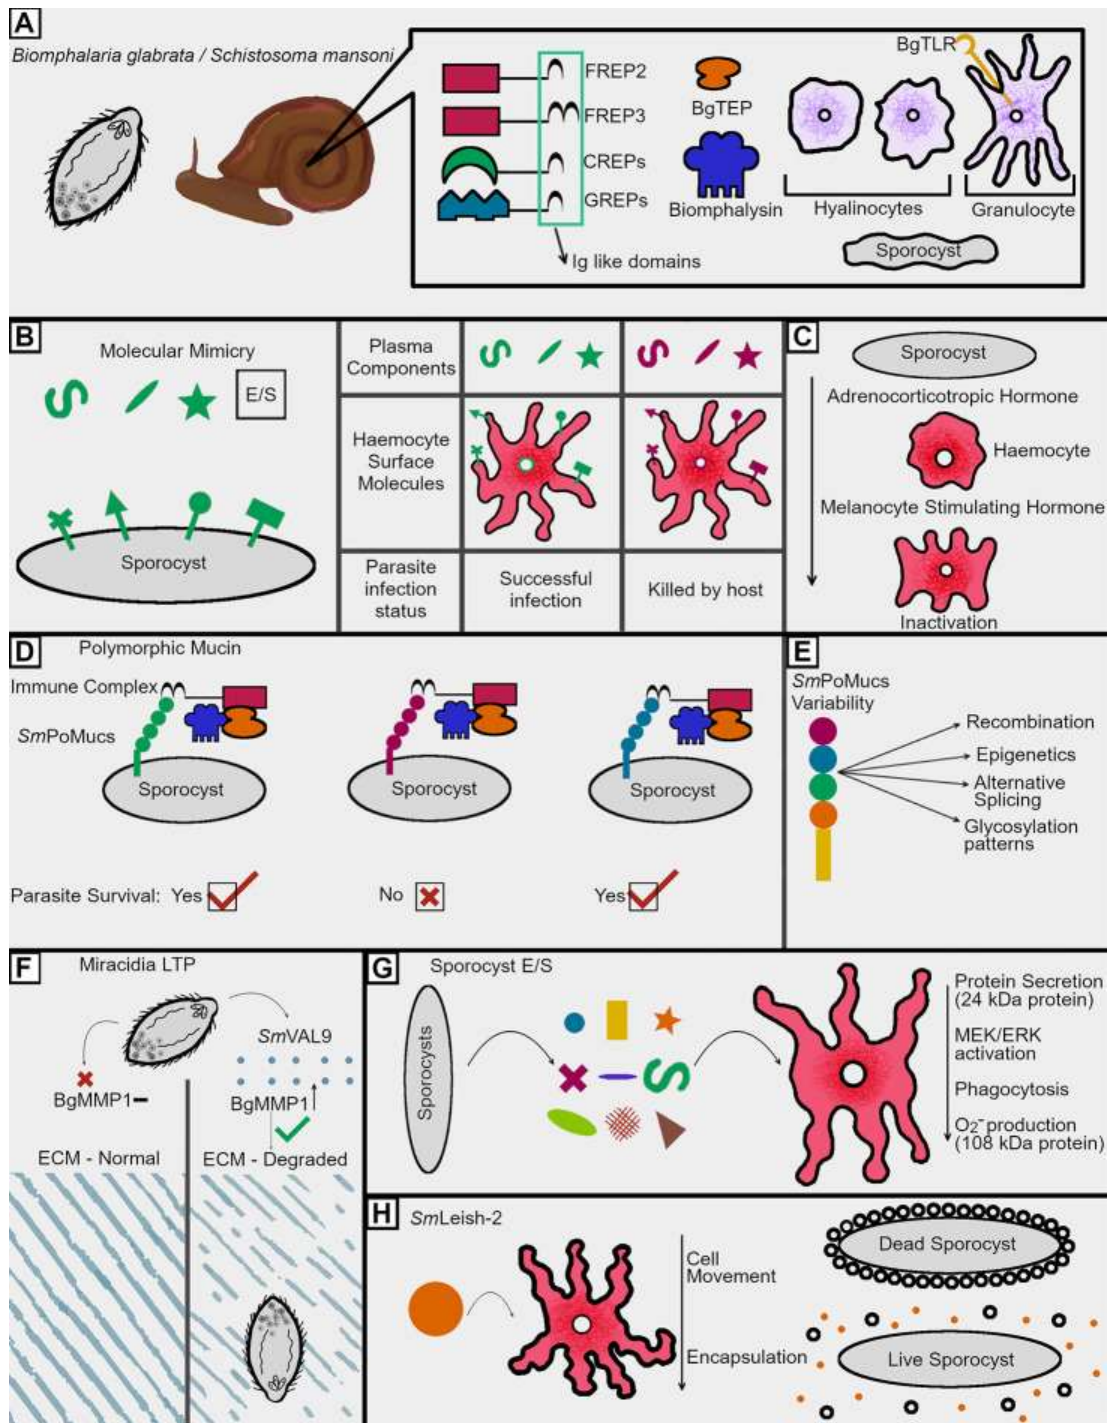 A
Biomphalaria glabrata / Schistosoma mansoni
FREP2
FREP3
CREPs
GREPs
Ig like domains
BgTEP
Biomphalysin
BgTLR
Hyalinocytes
Granulocyte
Sporocyst
B
Molecular Mimicry
E/S
Sporocyst
Plasma
Components
Haemocyte
Surface
Molecules
Parasite
infection
status
Successful
infection
Killed by host
C
Sporocyst
Adrenocorticotropic Hormone
Haemocyte
Melanocyte Stimulating Hormone
Inactivation
D
Polymorphic Mucin
Immune Complex
SmPoMucs
Sporocyst
Sporocyst
Sporocyst
Parasite Survival: Yes
No
Yes
E
SmPoMucs
Variability
Recombination
Epigenetics
Alternative
Splicing
Glycosylation
patterns
F
Miracidia LTP
SmVAL9
BgMMP1
BgMMP1
ECM - Normal
ECM - Degraded
G
Sporocyst E/S
Sporocysts
Protein Secretion
(24 kDa protein)
MEK/ERK
activation
Phagocytosis
O₂⁻ production
(108 kDa protein)
H
SmLeish-2
Cell
Movement
Encapsulation
Dead Sporocyst
Live Sporocyst